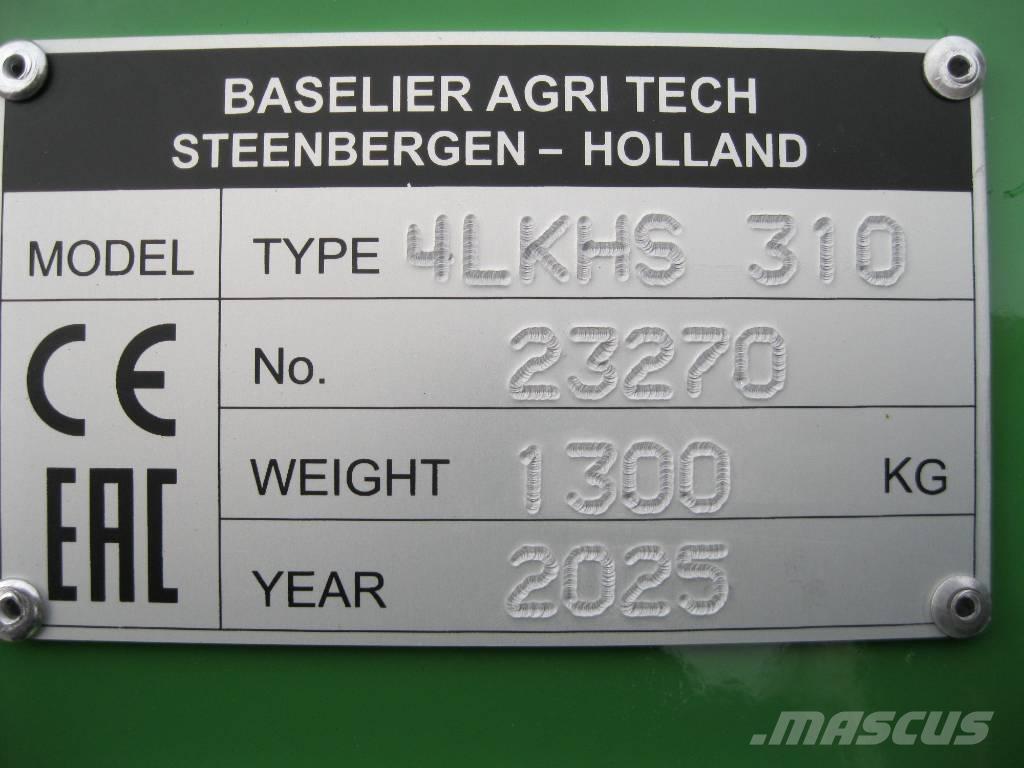 BASELIER AGRI TECH
STEENBERGEN – HOLLAND
MODEL TYPE 4LKHS 310
CE
No. 23270
EAC
WEIGHT 1300 KG
YEAR 2025
.MASCUS